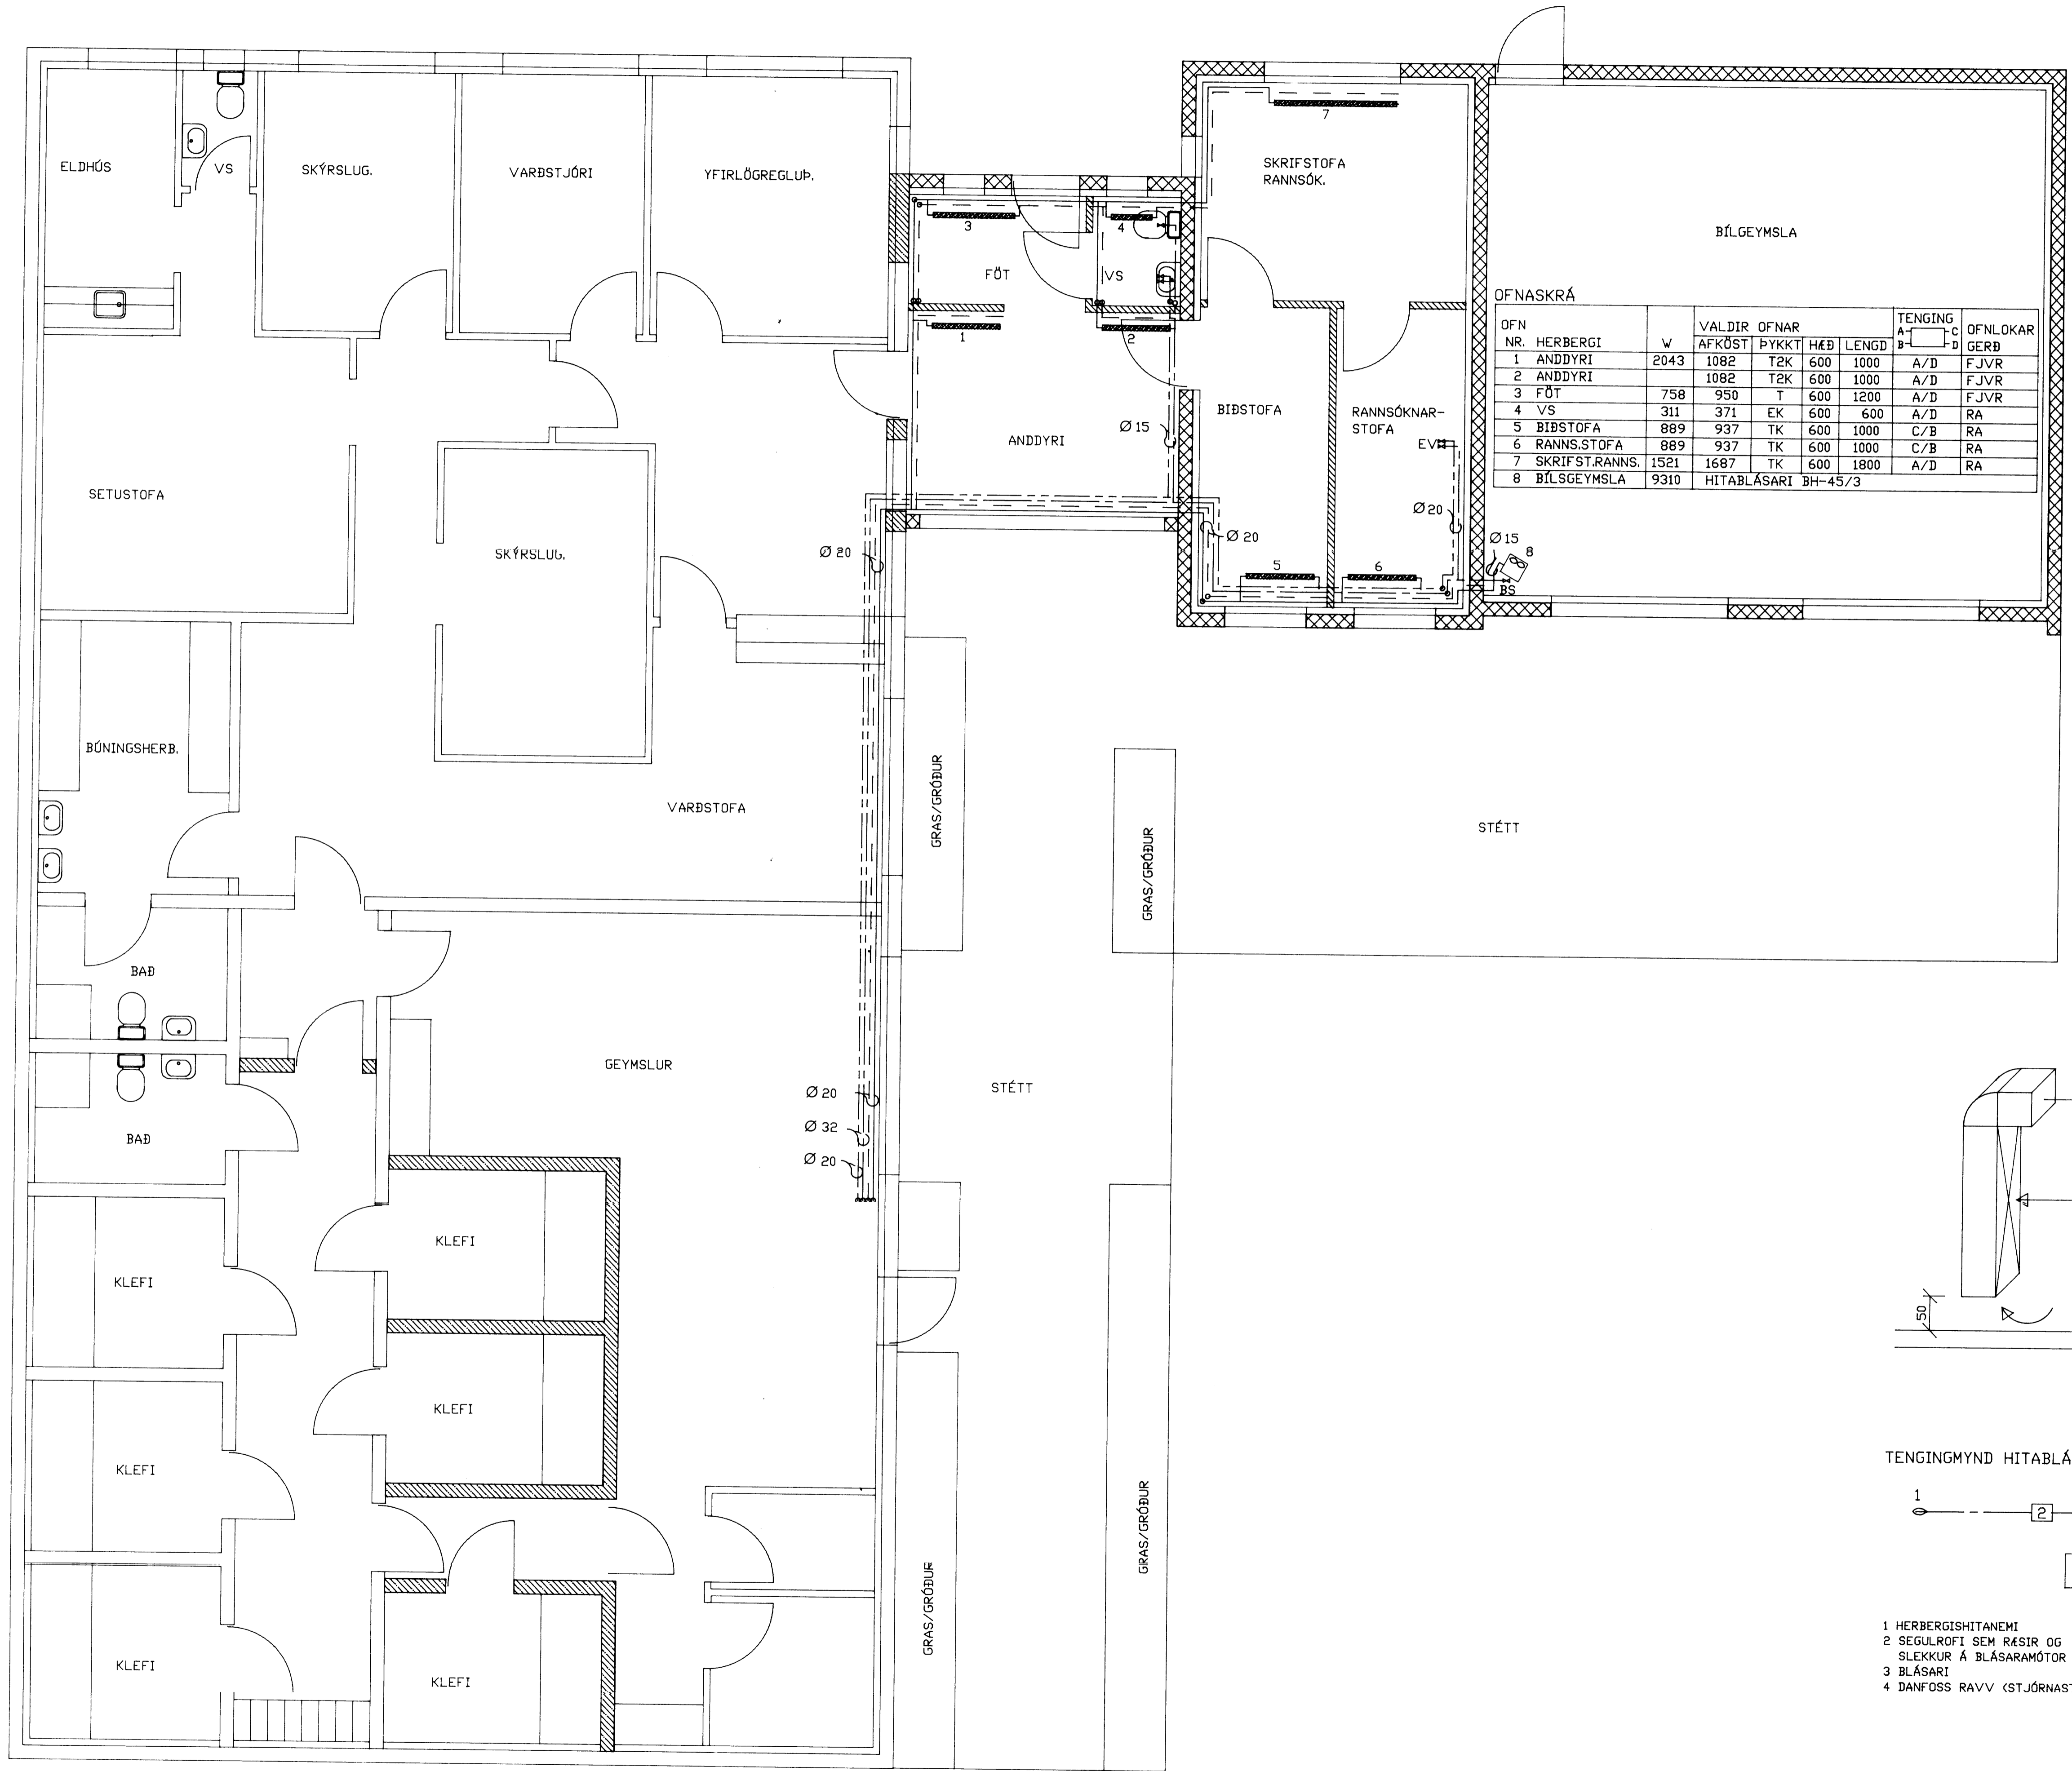 ELDHÚS
VS
SKÝRSLUG.
VARÐSTJÓRI
YFIRLÖGREGLUÞ.
3
4
FÖT
VS
1
2
ANDDYRI
Ø 15
7
SKRIFSTOFA
RANNSÓK.
BIÐSTOFA
RANNSÓKNAR-
STOFA
EV
Ø 20
Ø 20
5
6
BÍLGEYMSLA
OFNASKRÁ
OFN NR. HERBERGI W VALDIR OFNAR TENGING OFNLOKAR
AFKÖST ÞYKKT HÆÐ LENGD A C B D GERÐ
1 ANDDYRI 2043 1082 T2K 600 1000 A/D FJVR
2 ANDDYRI 1082 T2K 600 1000 A/D FJVR
3 FÖT 758 950 T 600 1200 A/D FJVR
4 VS 311 371 EK 600 600 A/D RA
5 BIÐSTOFA 889 937 TK 600 1000 C/B RA
6 RANNS.STOFA 889 937 TK 600 1000 C/B RA
7 SKRIFST.RANNS. 1521 1687 TK 600 1800 A/D RA
8 BÍLSGEYMSLA 9310 HITABLÁSARI BH-45/3
Ø 15
8
BS
SETUSTOFA
SKÝRSLUG.
Ø 20
BÚNINGSHERB.
VARÐSTOFA
GRAS/GRÓÐUR
GRAS/GRÓÐUR
STÉTT
BAÐ
BAÐ
GEYMSLUR
Ø 20
Ø 32
Ø 20
STÉTT
KLEFI
KLEFI
KLEFI
KLEFI
KLEFI
KLEFI
GRAS/GRÓÐUR
GRAS/GRÓÐUR
50
TENGINGMYND HITABLÁ
1
2
1 HERBERGISHITANEMI
2 SEGULROFI SEM RÆSIR OG
SLEKKUR Á BLÁSARAMÓTOR
3 BLÁSARI
4 DANFOSS RAVV (STJÓRNAST